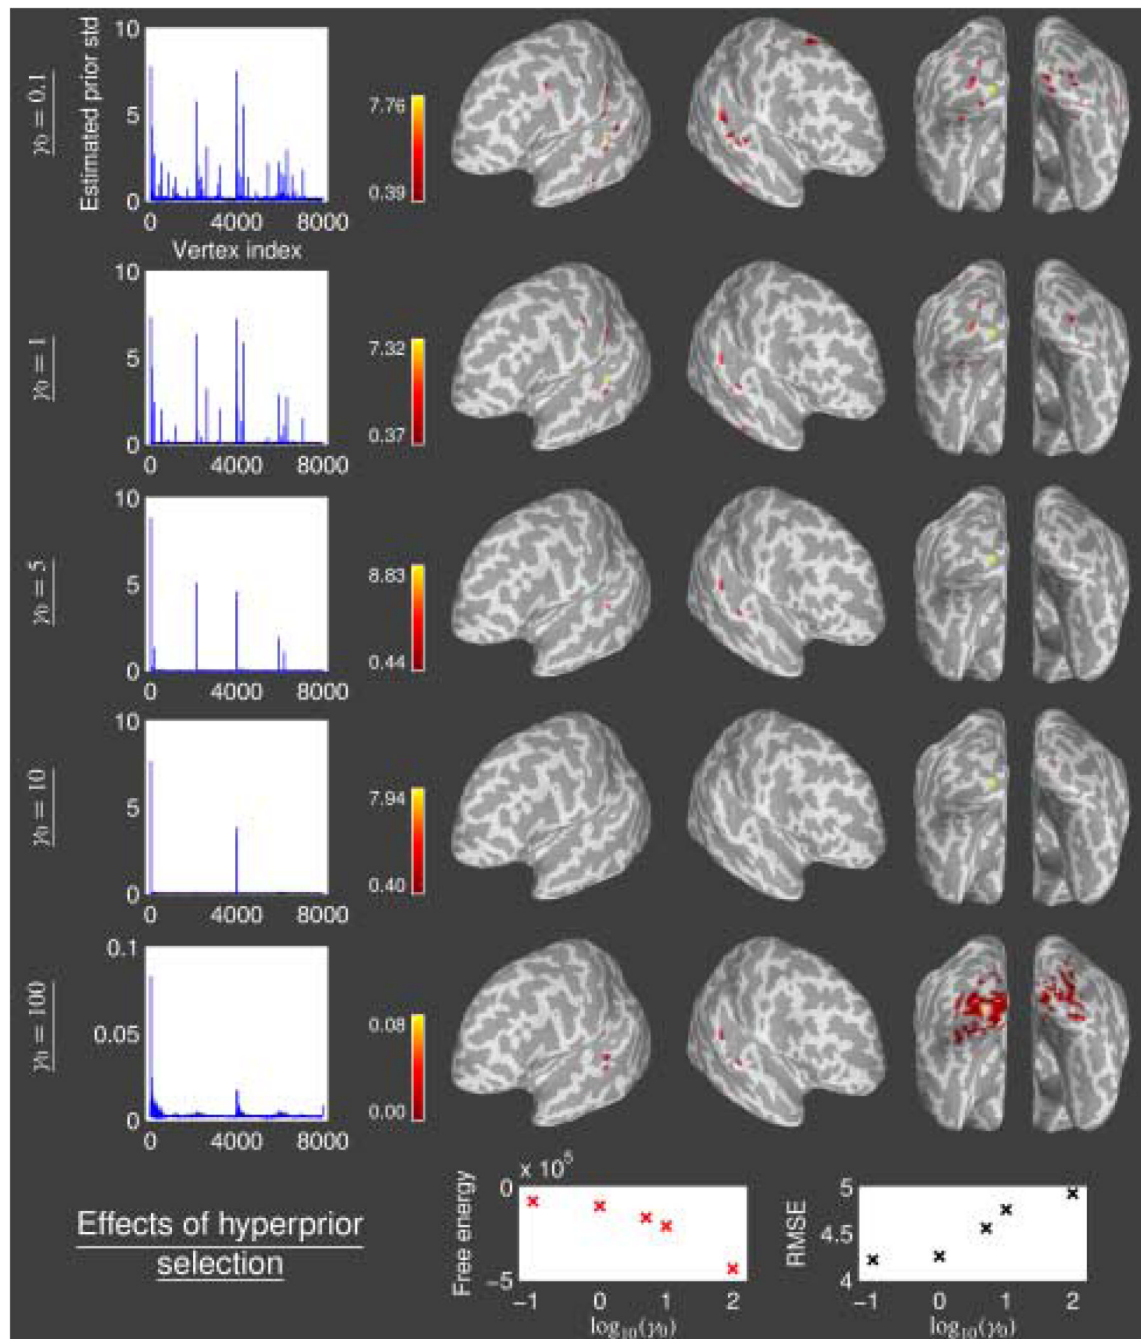 γ₀ = 0.1
Estimated prior std
10
5
0
0 4000 8000
Vertex index
7.76
0.39
γ₀ = 1
10
5
0
0 4000 8000
7.32
0.37
γ₀ = 5
10
5
0
0 4000 8000
8.83
0.44
γ₀ = 10
10
5
0
0 4000 8000
7.94
0.40
γ₀ = 100
0.1
0.05
0
0 4000 8000
0.08
0.00
Effects of hyperprior
selection
Free energy
x 10⁵
0
−5
−1 0 1 2
log₁₀(γ₀)
RMSE
5
4.5
4
−1 0 1 2
log₁₀(γ₀)